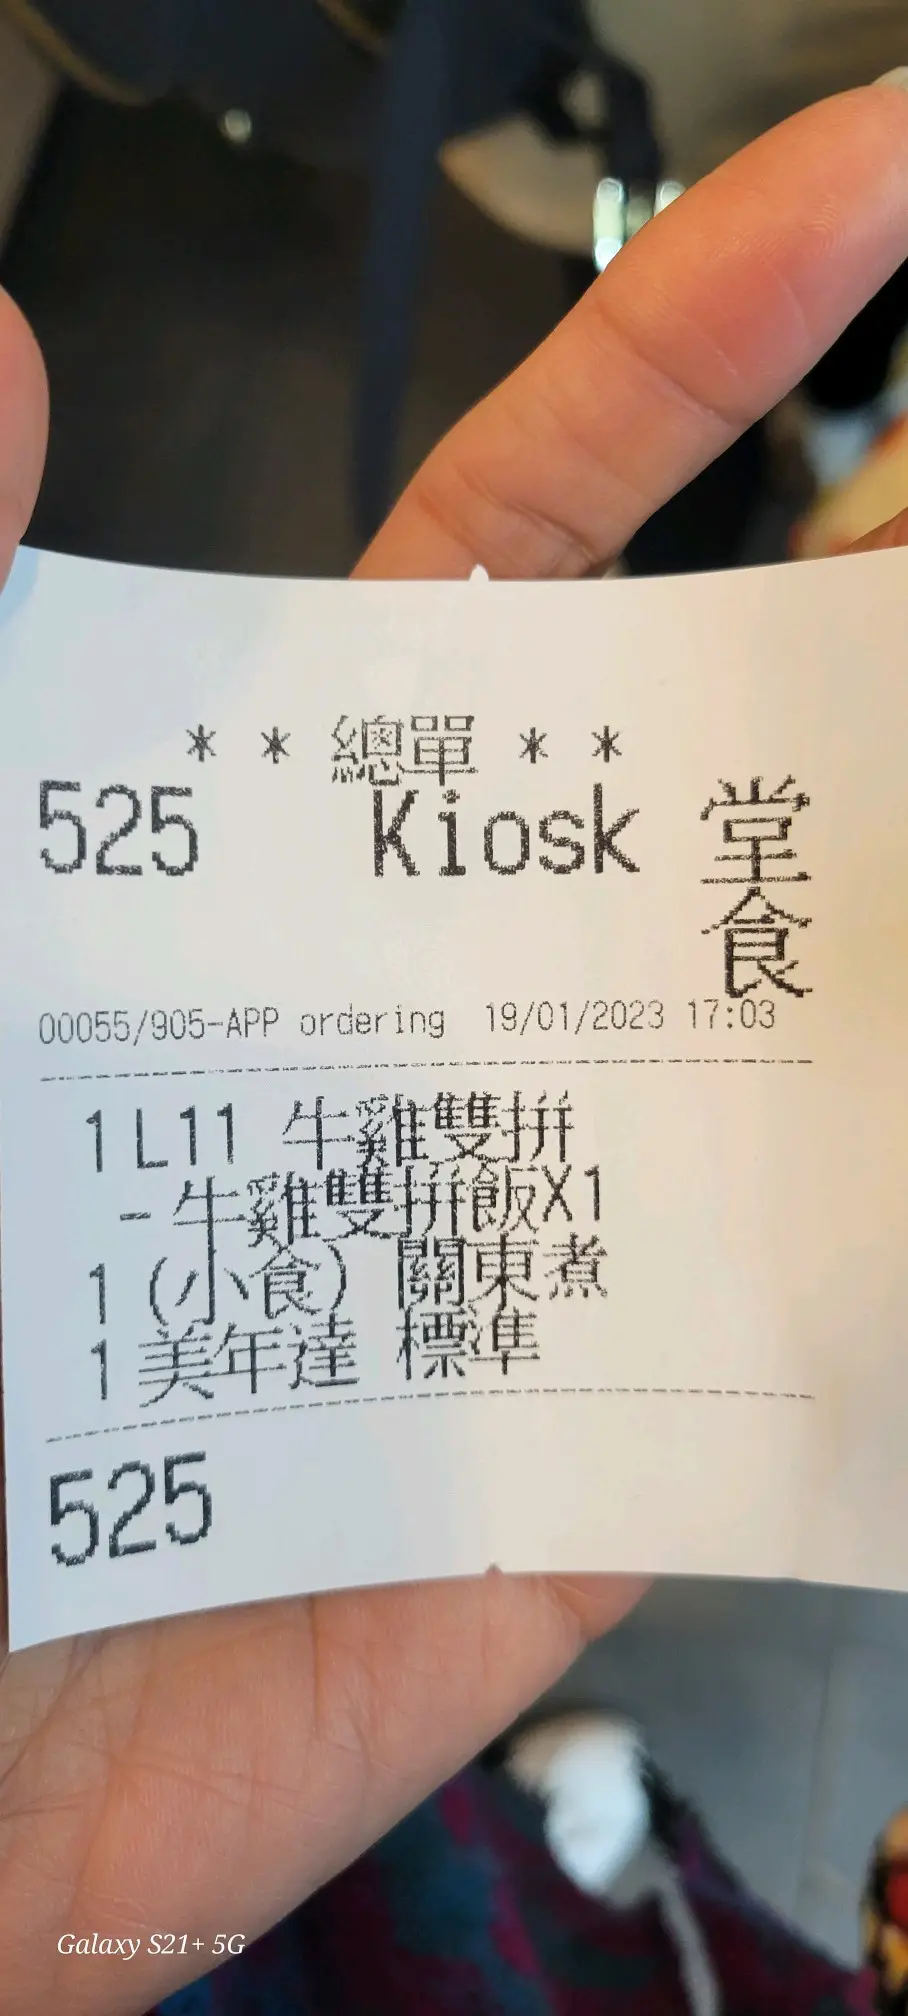 * * 總單 * *
525 Kiosk 堂食
00055/905-APP ordering 19/01/2023 17:03
1 L11 牛雞雙拼
- 牛雞雙拼飯X1
1 (小食) 關東煮
1 美年達 標準
525
Galaxy S21+ 5G